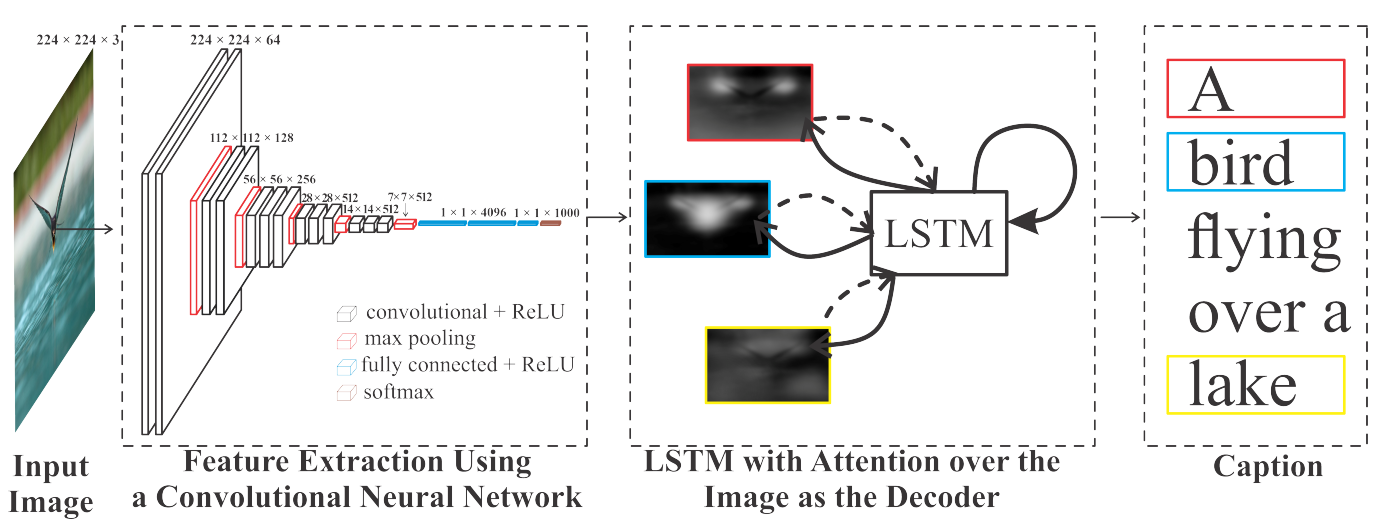 224 × 224 × 3
224 × 224 × 64
112 × 112 × 128
56 × 56 × 256
28 × 28 × 512
14 × 14 × 512
7 × 7 × 512
1 × 1 × 4096
1 × 1 × 1000
convolutional + ReLU
max pooling
fully connected + ReLU
softmax
LSTM
A
bird
flying
over a
lake
Input
Image
Feature Extraction Using
a Convolutional Neural Network
LSTM with Attention over the
Image as the Decoder
Caption